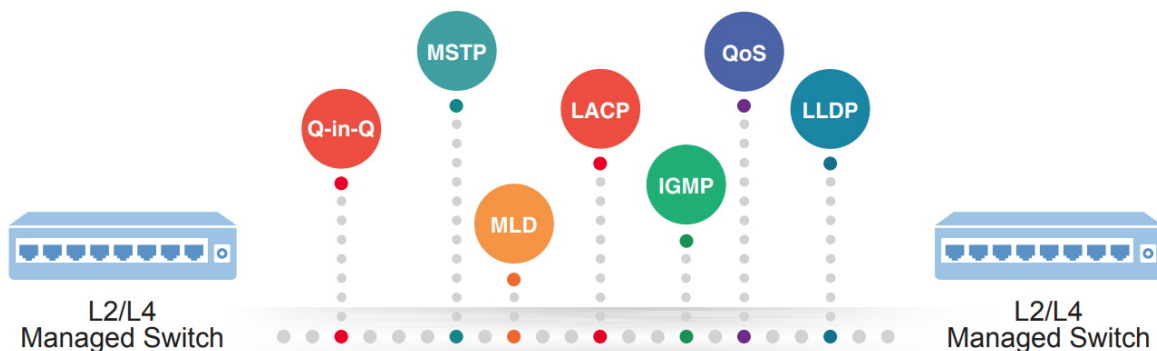 MSTP
QoS
LACP
LLDP
Q-in-Q
IGMP
MLD
L2/L4
Managed Switch
L2/L4
Managed Switch